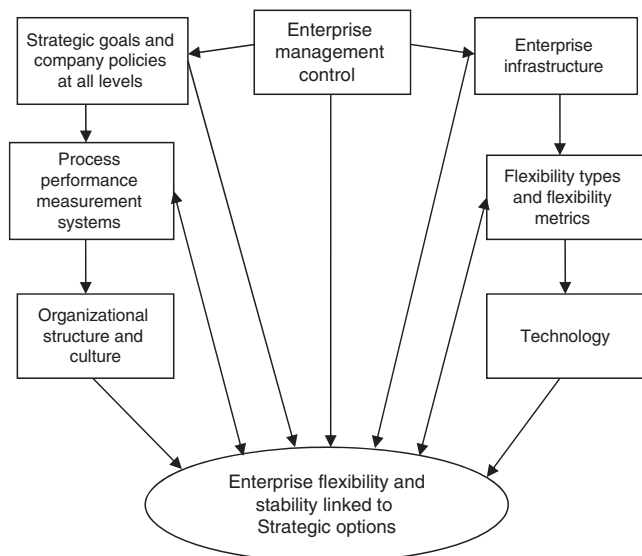 Strategic goals and
company policies
at all levels
Enterprise
management
control
Enterprise
infrastructure
Process
performance
measurement
systems
Flexibility types
and flexibility
metrics
Organizational
structure and
culture
Technology
Enterprise flexibility and
stability linked to
Strategic options